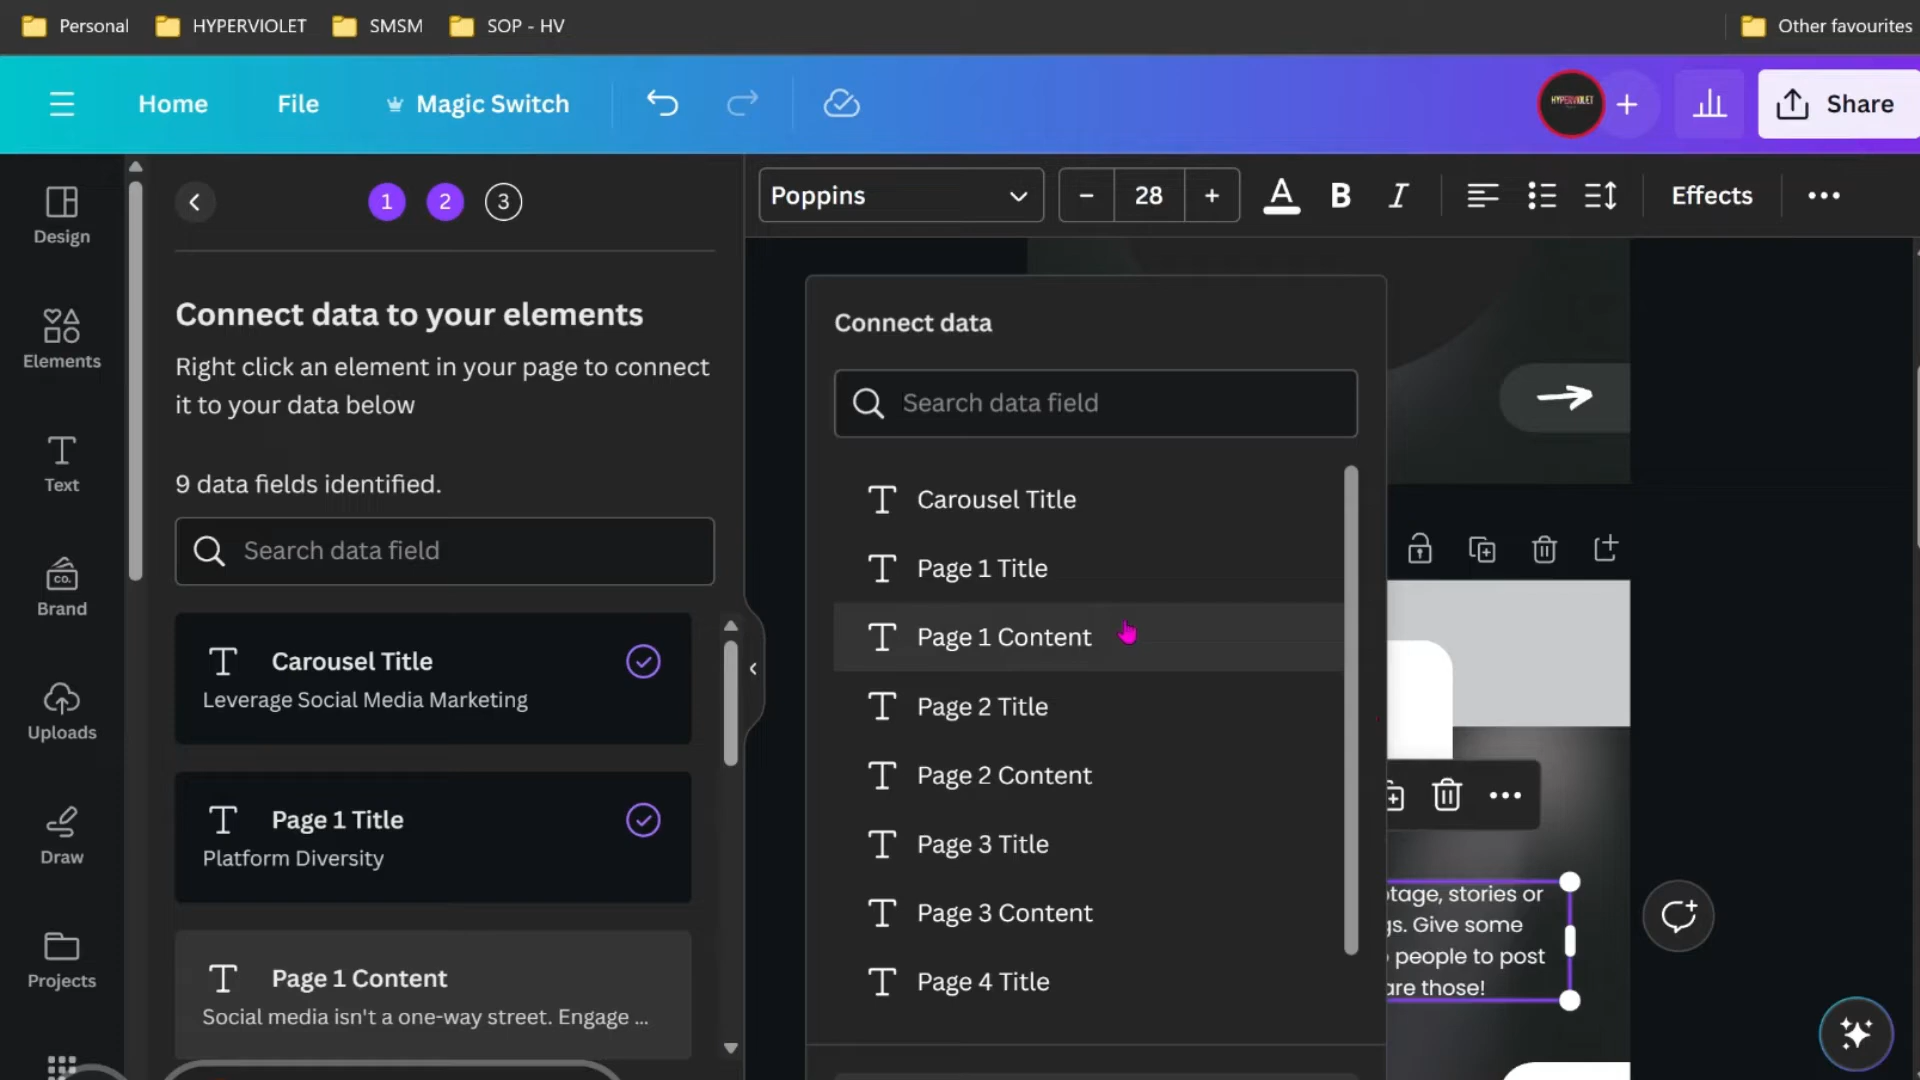 Personal
HYPERVIOLET
SMSM
SOP - HV
Other favourites
Home
File
Magic Switch
HYPERVIOLET
Share
Design
Elements
Text
CO.
Brand
Uploads
Draw
Projects
1
2
3
Connect data to your elements
Right click an element in your page to connect
it to your data below
9 data fields identified.
Search data field
Carousel Title
Leverage Social Media Marketing
Page 1 Title
Platform Diversity
Page 1 Content
Social media isn't a one-way street. Engage ...
Poppins
28
A
B
I
Effects
Connect data
Search data field
Carousel Title
Page 1 Title
Page 1 Content
Page 2 Title
Page 2 Content
Page 3 Title
Page 3 Content
Page 4 Title
stories or
Give some
people to post
those!